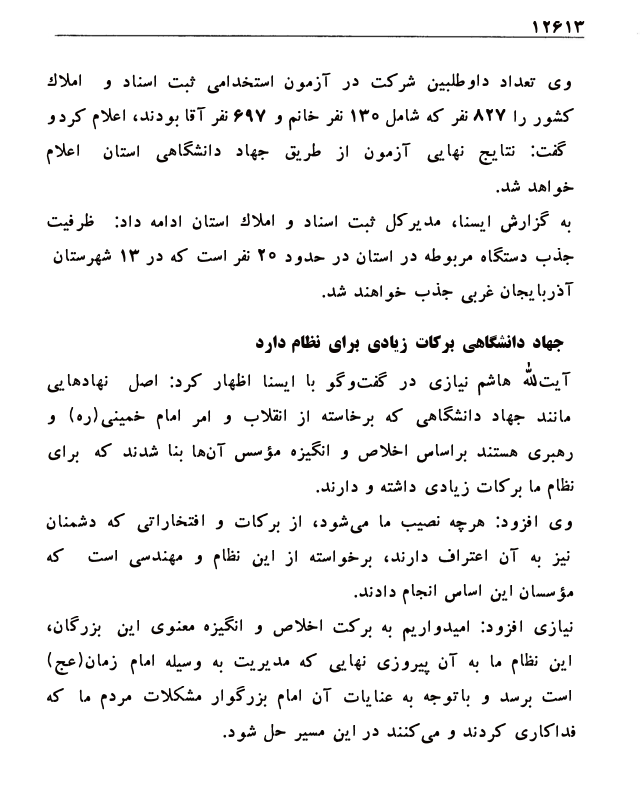 ۱۲۶۱۳
وی تعداد داوطلبین شرکت در آزمون استخدامی ثبت اسناد و املاك
کشور را ۸۲۷ نفر که شامل ۱۳۰ نفر خانم و ۶۹۷ نفر آقا بودند، اعلام کردو
گفت: نتایج نهایی آزمون از طریق جهاد دانشگاهی استان اعلام
خواهد شد.
به گزارش ایسنا، مدیرکل ثبت اسناد و املاك استان ادامه داد: ظرفیت
جذب دستگاه مربوطه در استان در حدود ۲۰ نفر است که در ۱۳ شهرستان
آذربایجان غربی جذب خواهند شد.
جهاد دانشگاهی برکات زیادی برای نظام دارد
آیت‌الله هاشم نیازی در گفت‌وگو با ایسنا اظهار کرد: اصل نهادهایی
مانند جهاد دانشگاهی که برخاسته از انقلاب و امر امام خمینی(ره) و
رهبری هستند براساس اخلاص و انگیزه مؤسس آن‌ها بنا شدند که برای
نظام ما برکات زیادی داشته و دارند.
وی افزود: هرچه نصیب ما می‌شود، از برکات و افتخاراتی که دشمنان
نیز به آن اعتراف دارند، برخواسته از این نظام و مهندسی است که
مؤسسان این اساس انجام دادند.
نیازی افزود: امیدواریم به برکت اخلاص و انگیزه معنوی این بزرگان،
این نظام ما به آن پیروزی نهایی که مدیریت به وسیله امام زمان(عج)
است برسد و باتوجه به عنایات آن امام بزرگوار مشکلات مردم ما که
فداکاری کردند و می‌کنند در این مسیر حل شود.